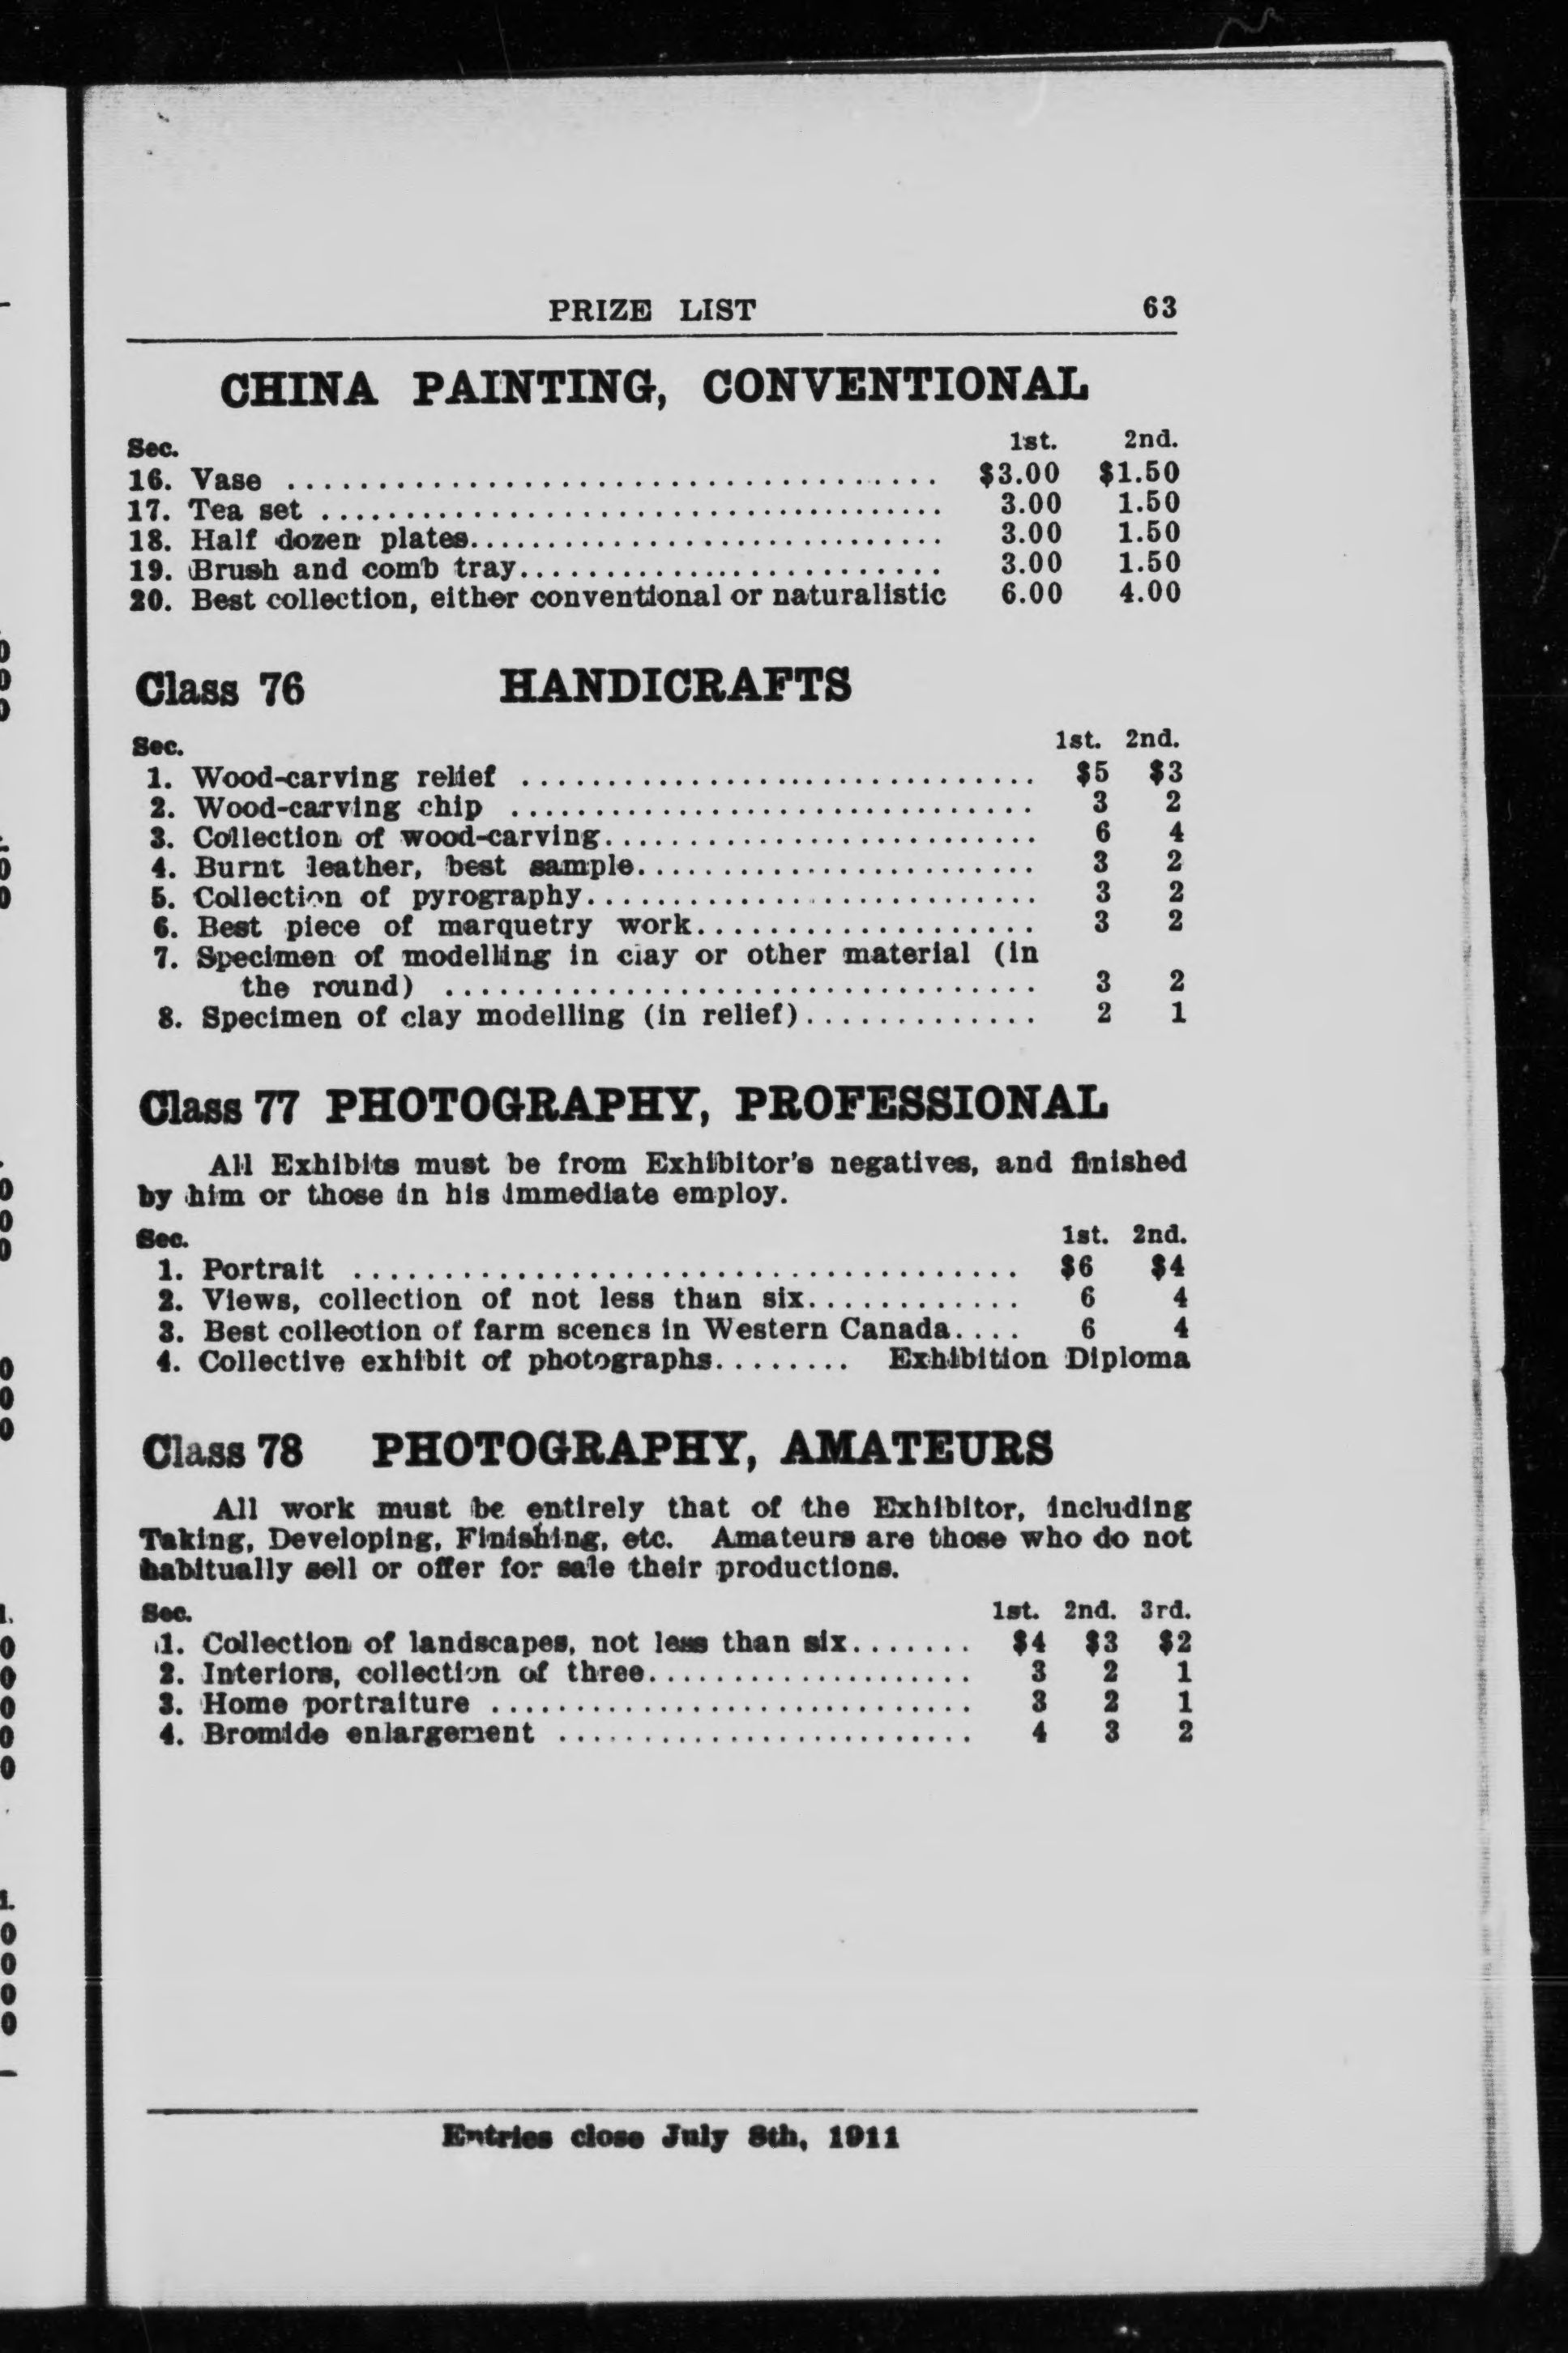 PRIZE LIST 63
CHINA PAINTING, CONVENTIONAL
Sec. 1st. 2nd.
16. Vase ........................................ $3.00 $1.50
17. Tea set ...................................... 3.00 1.50
18. Half dozen plates............................. 3.00 1.50
19. Brush and comb tray.......................... 3.00 1.50
20. Best collection, either conventional or naturalistic 6.00 4.00
Class 76 HANDICRAFTS
Sec. 1st. 2nd.
1. Wood-carving relief ............................... $5 $3
2. Wood-carving chip ................................ 3 2
3. Collection of wood-carving.......................... 6 4
4. Burnt leather, best sample........................ 3 2
5. Collection of pyrography........................... 3 2
6. Best piece of marquetry work.................... 3 2
7. Specimen of modelling in clay or other material (in
the round) .................................... 3 2
8. Specimen of clay modelling (in relief).............. 2 1
Class 77 PHOTOGRAPHY, PROFESSIONAL
All Exhibits must be from Exhibitor's negatives, and finished
by him or those in his immediate employ.
Sec. 1st. 2nd.
1. Portrait ........................................ $6 $4
2. Views, collection of not less than six............. 6 4
3. Best collection of farm scenes in Western Canada.... 6 4
4. Collective exhibit of photographs........ Exhibition Diploma
Class 78 PHOTOGRAPHY, AMATEURS
All work must be entirely that of the Exhibitor, including
Taking, Developing, Finishing, etc. Amateurs are those who do not
habitually sell or offer for sale their productions.
Sec. 1st. 2nd. 3rd.
1. Collection of landscapes, not less than six....... $4 $3 $2
2. Interiors, collection of three.................... 3 2 1
3. Home portraiture ............................. 3 2 1
4. Bromide enlargement ......................... 4 3 2
Entries close July 8th, 1911